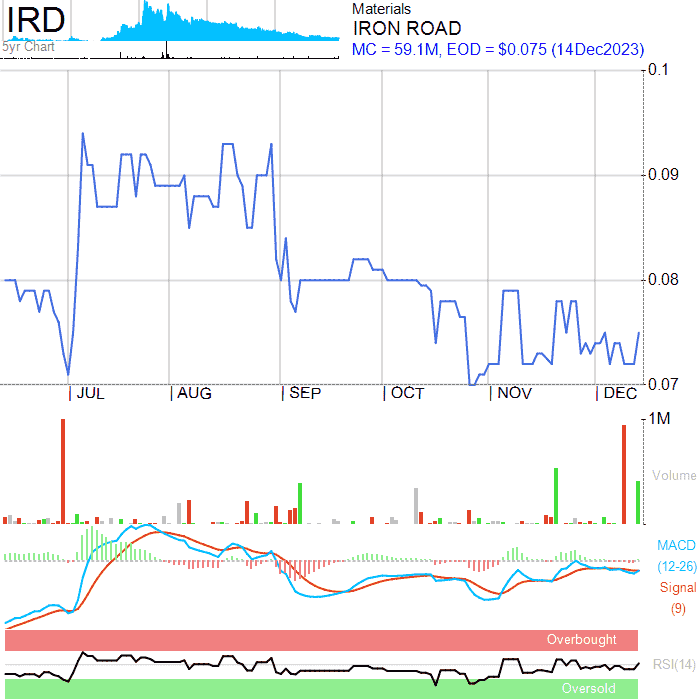 IRD
5yr Chart
Materials
IRON ROAD
MC = 59.1M, EOD = $0.075 (14Dec2023)
0.1
0.09
0.08
0.07
JUL
AUG
SEP
OCT
NOV
DEC
1M
Volume
MACD
(12-26)
Signal
(9)
Overbought
RSI(14)
Oversold